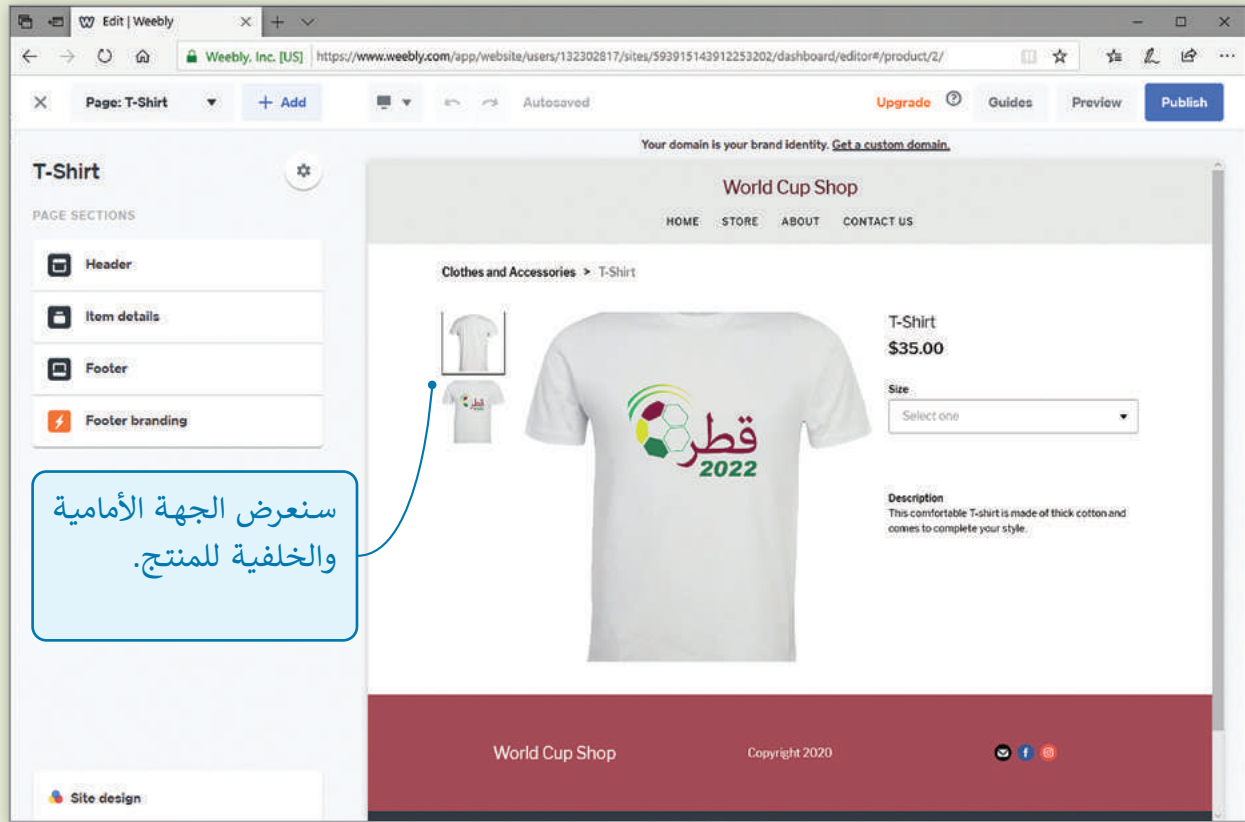 Edit | Weebly
Weebly, Inc. [US]
https://www.weebly.com/app/website/users/132302817/sites/593915143912253202/dashboard/editor#/product/2/
Page: T-Shirt
+ Add
Autosaved
Upgrade
Guides
Preview
Publish
Your domain is your brand identity. Get a custom domain.
T-Shirt
PAGE SECTIONS
Header
Item details
Footer
Footer branding
سنعرض الجهة الأمامية
والخلفية للمنتج.
Site design
World Cup Shop
HOME STORE ABOUT CONTACT US
Clothes and Accessories > T-Shirt
قطر
2022
T-Shirt
$35.00
Size
Select one
Description
This comfortable T-shirt is made of thick cotton and
comes to complete your style.
World Cup Shop
Copyright 2020